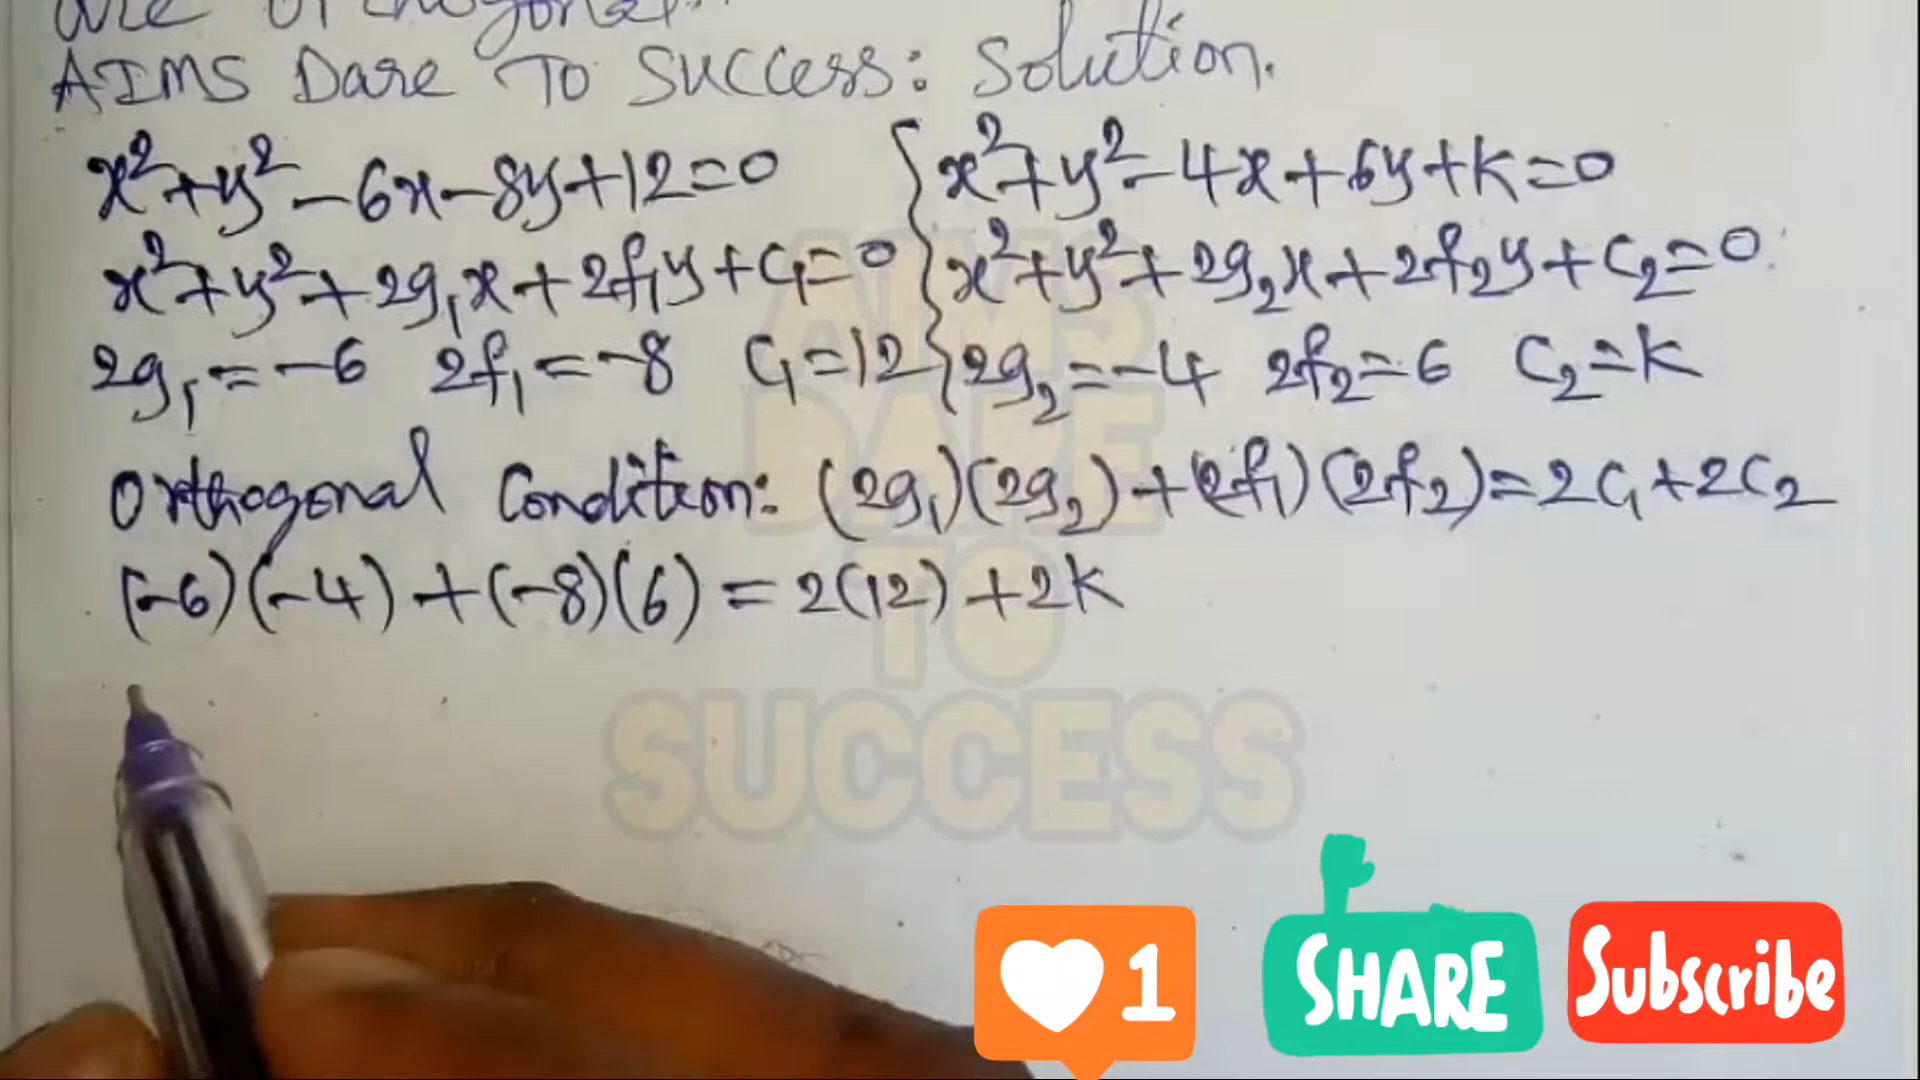 are orthogonal.
AIMS Dare To Success: Solution.
x²+y²-6x-8y+12=0 { x²+y²-4x+6y+k=0
x²+y²+2g₁x+2f₁y+c₁=0 { x²+y²+2g₂x+2f₂y+c₂=0
2g₁=-6 2f₁=-8 c₁=12 { 2g₂=-4 2f₂=6 c₂=k
Orthogonal Condition: (2g₁)(2g₂)+(2f₁)(2f₂)=2c₁+2c₂
(-6)(-4)+(-8)(6)=2(12)+2k
AIMS
DARE
TO
SUCCESS
1
SHARE
Subscribe